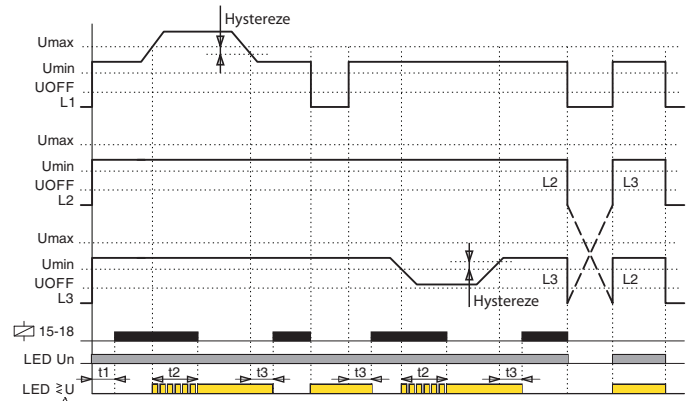 Hystereze
Umax
Umin
UOFF
L1
Umax
Umin
UOFF
L2
L2 L3
Umax
Umin
UOFF
L3
L3 L2
Hystereze
15-18
LED Un
t1 t2 t3 t3 t2 t3
LED ≷U